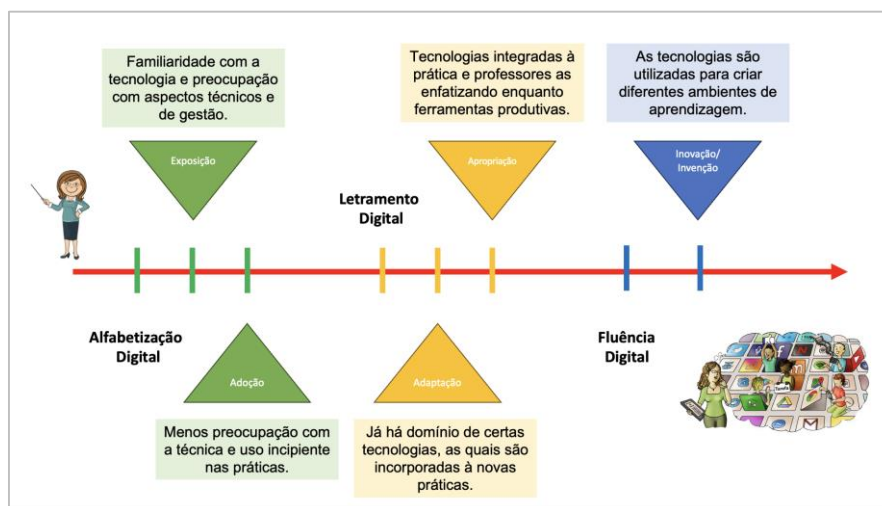 Familiaridade com a
tecnologia e preocupação
com aspectos técnicos e
de gestão.
Tecnologias integradas à
prática e professores as
enfatizando enquanto
ferramentas produtivas.
As tecnologias são
utilizadas para criar
diferentes ambientes de
aprendizagem.
Exposição
Apropriação
Inovação/
Invenção
Letramento
Digital
Alfabetização
Digital
Fluência
Digital
Adoção
Adaptação
Menos preocupação com
a técnica e uso incipiente
nas práticas.
Já há domínio de certas
tecnologias, as quais são
incorporadas à novas
práticas.